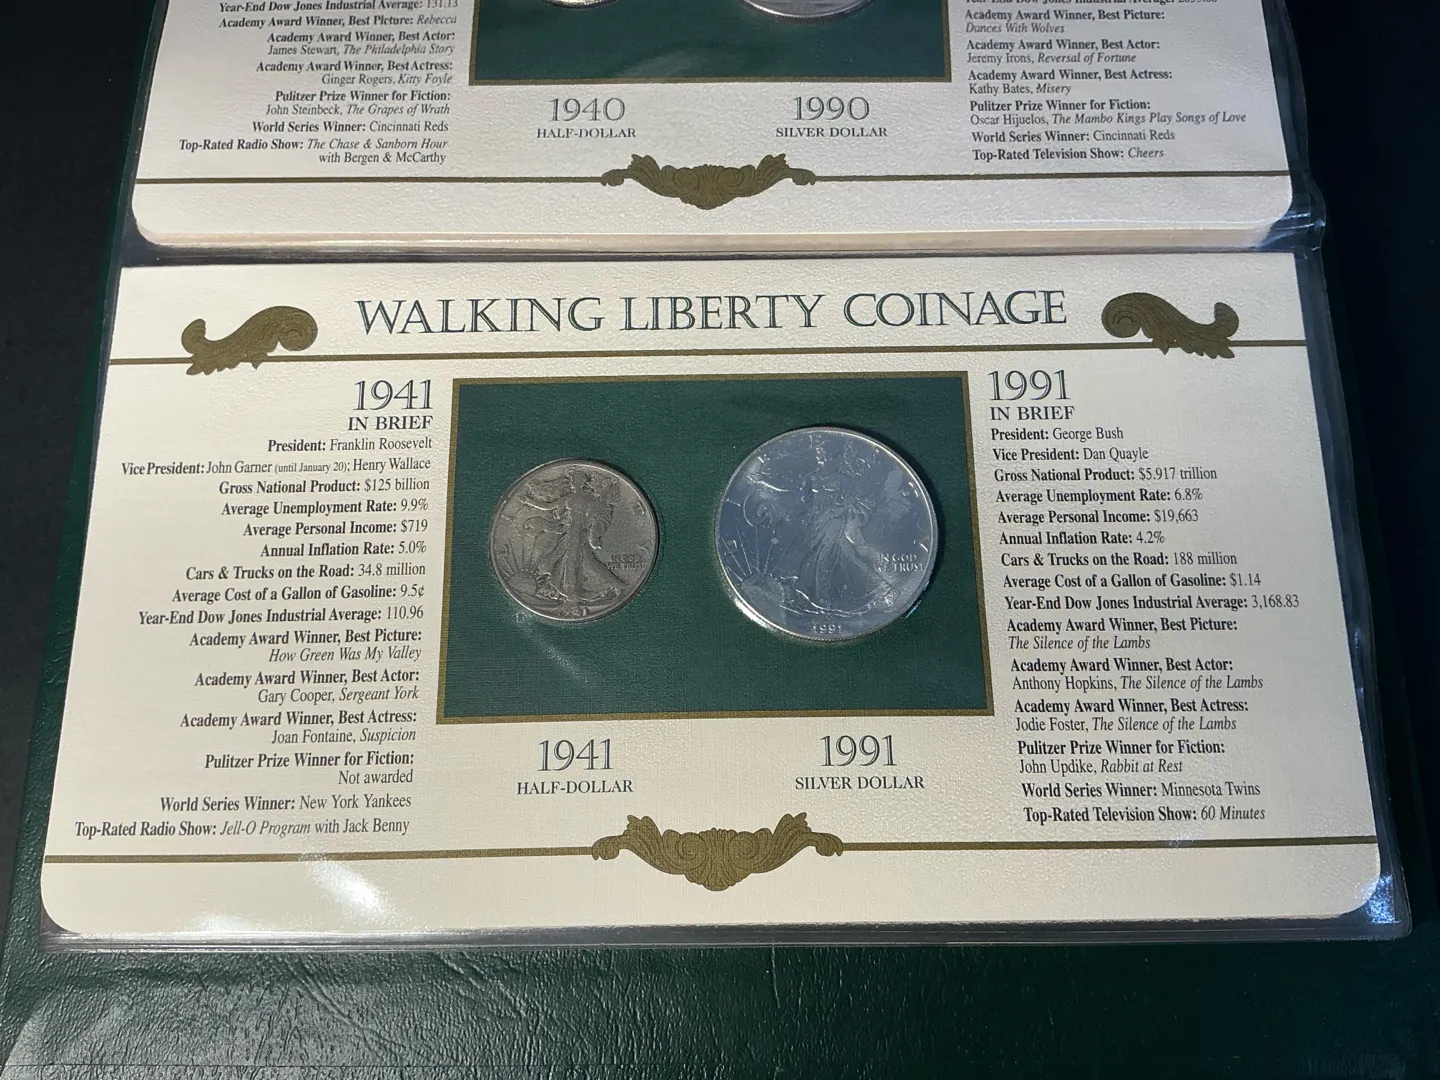 Year-End Dow Jones Industrial Average: 131.13
Academy Award Winner, Best Picture: Rebecca
Academy Award Winner, Best Actor:
James Stewart, The Philadelphia Story
Academy Award Winner, Best Actress:
Ginger Rogers, Kitty Foyle
Pulitzer Prize Winner for Fiction:
John Steinbeck, The Grapes of Wrath
World Series Winner: Cincinnati Reds
Top-Rated Radio Show: The Chase & Sanborn Hour
with Bergen & McCarthy
1940
HALF-DOLLAR
1990
SILVER DOLLAR
Academy Award Winner, Best Picture:
Dances With Wolves
Academy Award Winner, Best Actor:
Jeremy Irons, Reversal of Fortune
Academy Award Winner, Best Actress:
Kathy Bates, Misery
Pulitzer Prize Winner for Fiction:
Oscar Hijuelos, The Mambo Kings Play Songs of Love
World Series Winner: Cincinnati Reds
Top-Rated Television Show: Cheers
WALKING LIBERTY COINAGE
1941
IN BRIEF
President: Franklin Roosevelt
Vice President: John Garner (until January 20); Henry Wallace
Gross National Product: $125 billion
Average Unemployment Rate: 9.9%
Average Personal Income: $719
Annual Inflation Rate: 5.0%
Cars & Trucks on the Road: 34.8 million
Average Cost of a Gallon of Gasoline: 9.5¢
Year-End Dow Jones Industrial Average: 110.96
Academy Award Winner, Best Picture:
How Green Was My Valley
Academy Award Winner, Best Actor:
Gary Cooper, Sergeant York
Academy Award Winner, Best Actress:
Joan Fontaine, Suspicion
Pulitzer Prize Winner for Fiction:
Not awarded
World Series Winner: New York Yankees
Top-Rated Radio Show: Jell-O Program with Jack Benny
IN GOD
WE TRUST
1941
IN GOD
WE TRUST
1991
1941
HALF-DOLLAR
1991
SILVER DOLLAR
1991
IN BRIEF
President: George Bush
Vice President: Dan Quayle
Gross National Product: $5.917 trillion
Average Unemployment Rate: 6.8%
Average Personal Income: $19,663
Annual Inflation Rate: 4.2%
Cars & Trucks on the Road: 188 million
Average Cost of a Gallon of Gasoline: $1.14
Year-End Dow Jones Industrial Average: 3,168.83
Academy Award Winner, Best Picture:
The Silence of the Lambs
Academy Award Winner, Best Actor:
Anthony Hopkins, The Silence of the Lambs
Academy Award Winner, Best Actress:
Jodie Foster, The Silence of the Lambs
Pulitzer Prize Winner for Fiction:
John Updike, Rabbit at Rest
World Series Winner: Minnesota Twins
Top-Rated Television Show: 60 Minutes